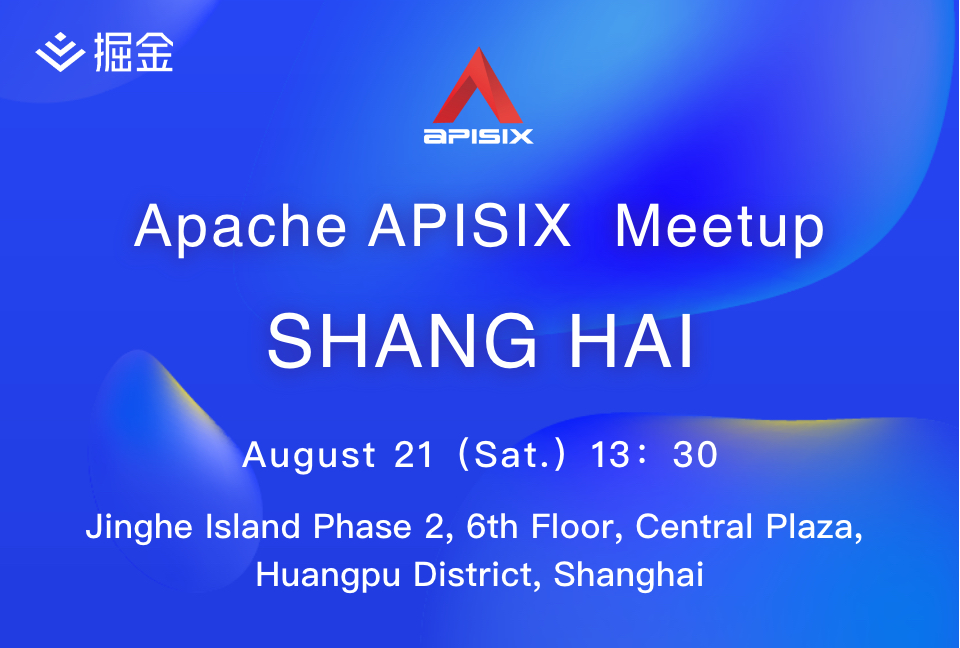 掘金
APISIX
Apache APISIX Meetup
SHANG HAI
August 21（Sat.）13：30
Jinghe Island Phase 2, 6th Floor, Central Plaza,
Huangpu District, Shanghai